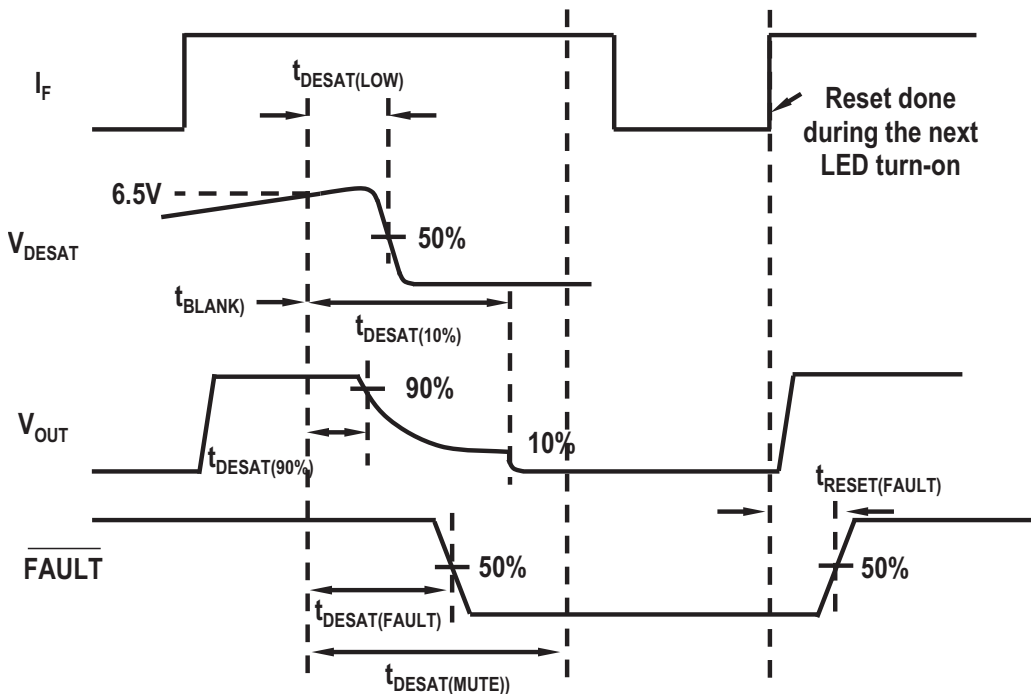 I_F
t_DESAT(LOW)
Reset done
during the next
LED turn-on
6.5V
V_DESAT
50%
t_BLANK)
t_DESAT(10%)
90%
V_OUT
10%
t_DESAT(90%)
t_RESET(FAULT)
FAULT
50%
50%
t_DESAT(FAULT)
t_DESAT(MUTE))